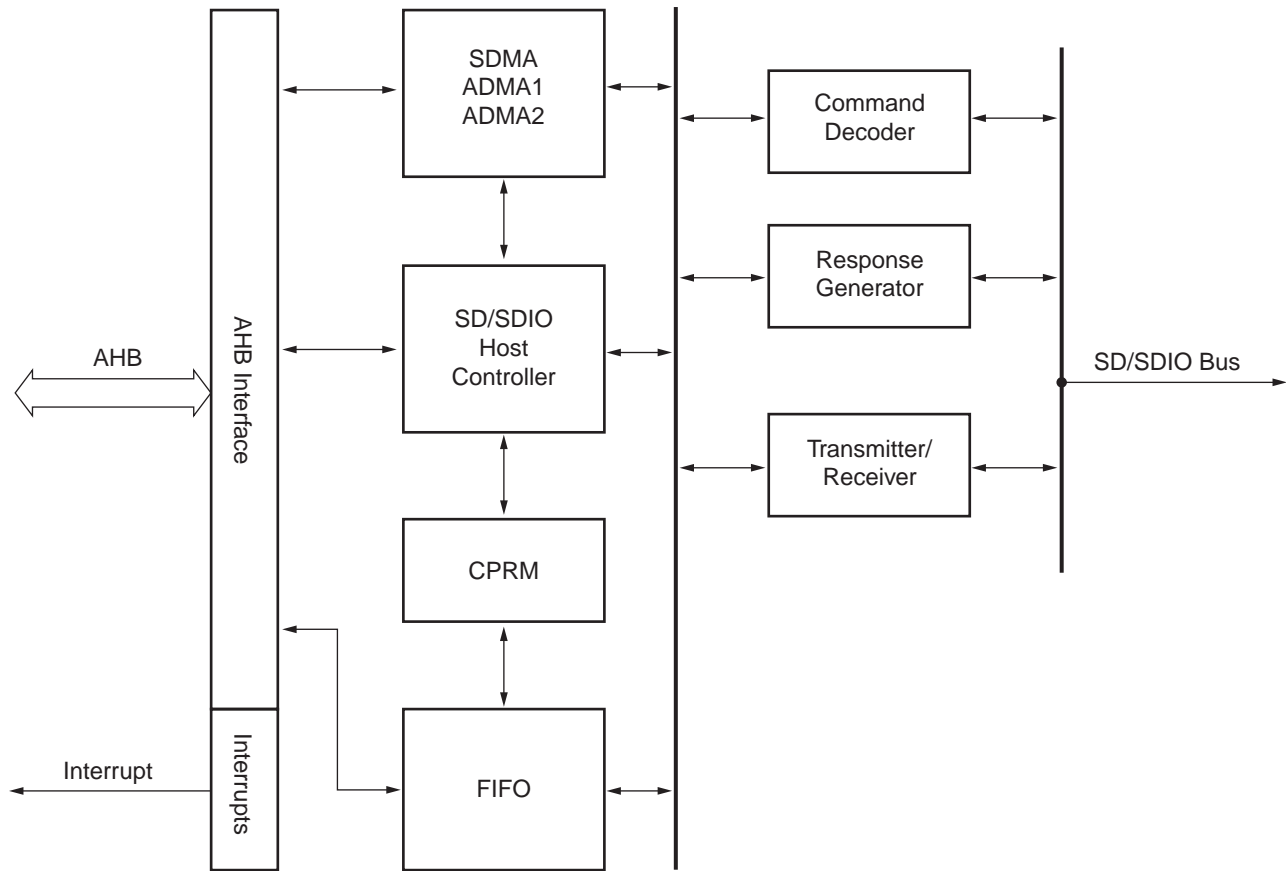 SDMA
ADMA1
ADMA2
Command
Decoder
Response
Generator
SD/SDIO
Host
Controller
AHB
AHB Interface
SD/SDIO Bus
Transmitter/
Receiver
CPRM
Interrupt
Interrupts
FIFO